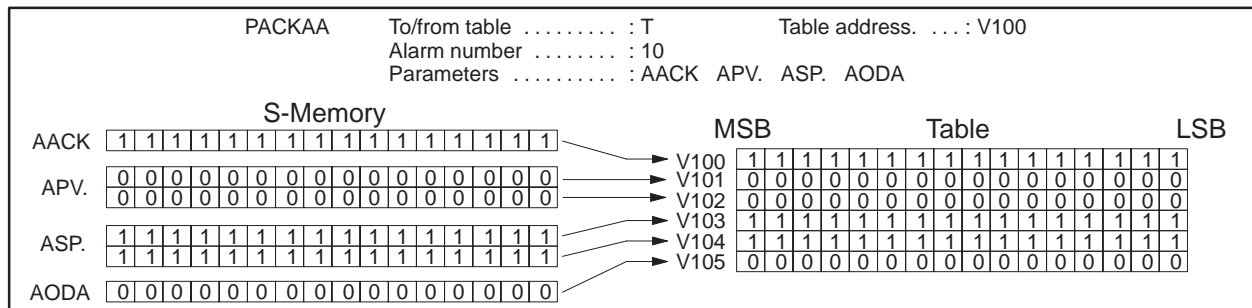 PACKAA To/from table . . . . . . . . . : T Table address. . . . : V100
Alarm number . . . . . . . . : 10
Parameters . . . . . . . . . . : AACK APV. ASP. AODA
S-Memory
MSB Table LSB
AACK 1 1 1 1 1 1 1 1 1 1 1 1 1 1 1 1
V100 1 1 1 1 1 1 1 1 1 1 1 1 1 1 1 1
APV. 0 0 0 0 0 0 0 0 0 0 0 0 0 0 0 0
V101 0 0 0 0 0 0 0 0 0 0 0 0 0 0 0 0
0 0 0 0 0 0 0 0 0 0 0 0 0 0 0 0
V102 0 0 0 0 0 0 0 0 0 0 0 0 0 0 0 0
ASP. 1 1 1 1 1 1 1 1 1 1 1 1 1 1 1 1
V103 1 1 1 1 1 1 1 1 1 1 1 1 1 1 1 1
1 1 1 1 1 1 1 1 1 1 1 1 1 1 1 1
V104 1 1 1 1 1 1 1 1 1 1 1 1 1 1 1 1
V105 0 0 0 0 0 0 0 0 0 0 0 0 0 0 0 0
AODA 0 0 0 0 0 0 0 0 0 0 0 0 0 0 0 0